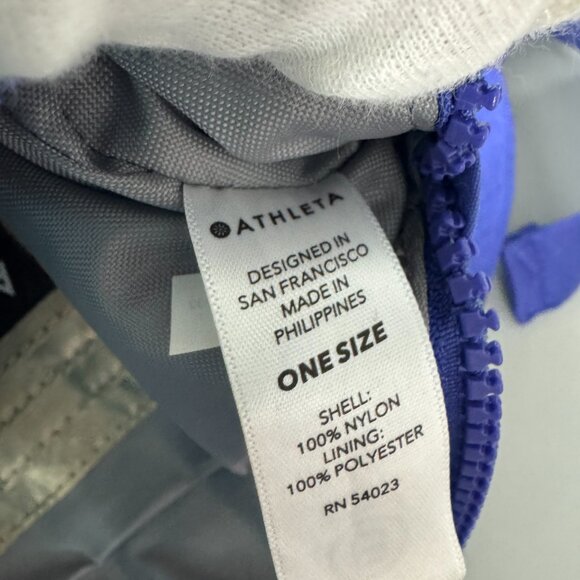 ATHLETA
DESIGNED IN
SAN FRANCISCO
MADE IN
PHILIPPINES
ONE SIZE
SHELL:
100% NYLON
LINING:
100% POLYESTER
RN 54023